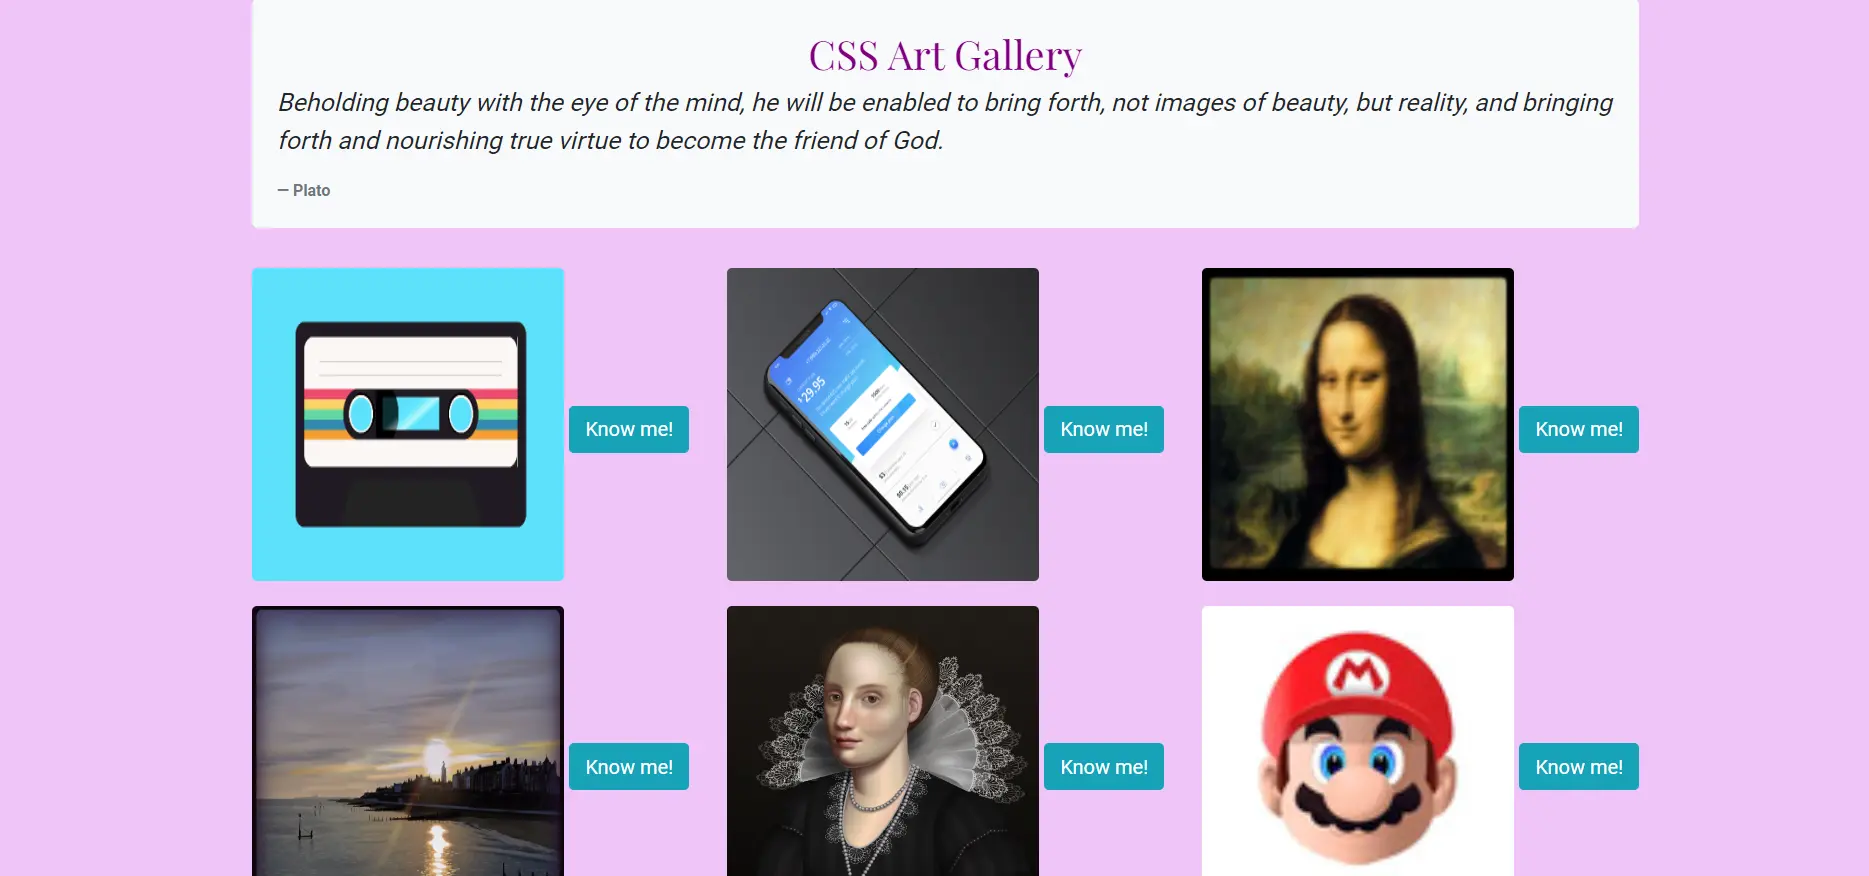 CSS Art Gallery
Beholding beauty with the eye of the mind, he will be enabled to bring forth, not images of beauty, but reality, and bringing
forth and nourishing true virtue to become the friend of God.
— Plato
$29,95
Know me!
Know me!
Know me!
M
Know me!
Know me!
Know me!